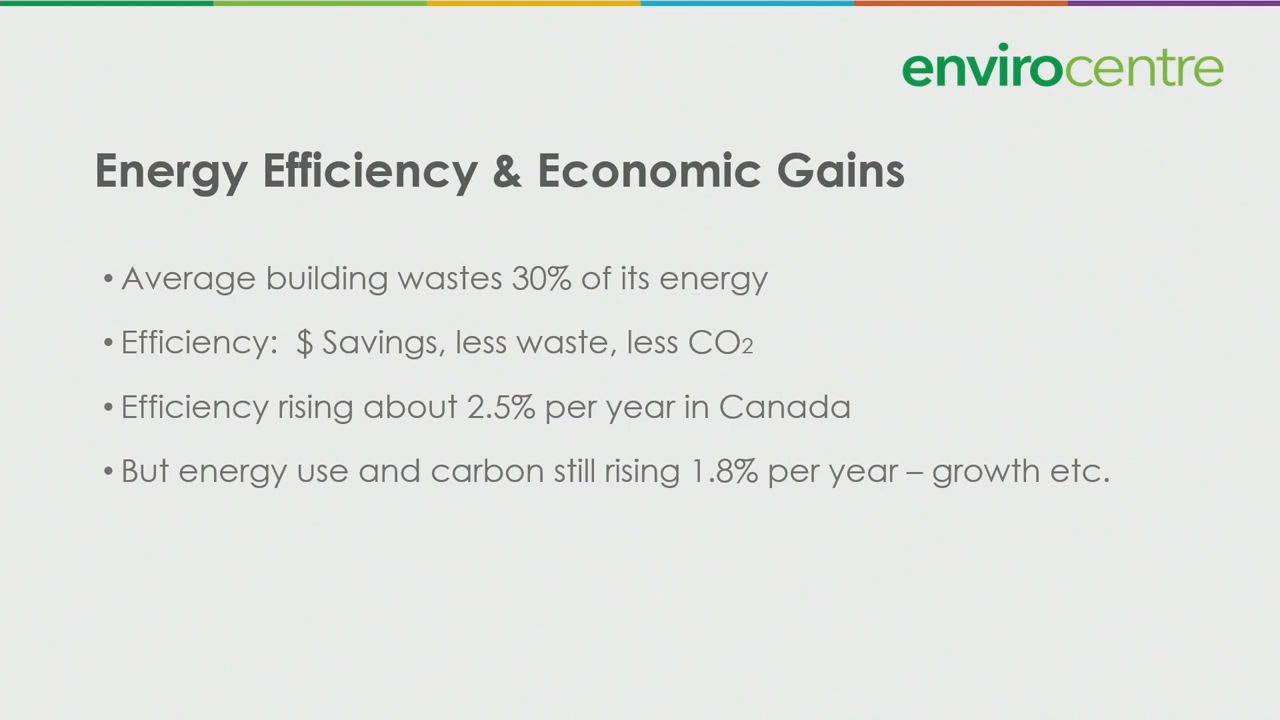 envirocentre
Energy Efficiency & Economic Gains
• Average building wastes 30% of its energy
• Efficiency:  $ Savings, less waste, less CO2
• Efficiency rising about 2.5% per year in Canada
• But energy use and carbon still rising 1.8% per year – growth etc.